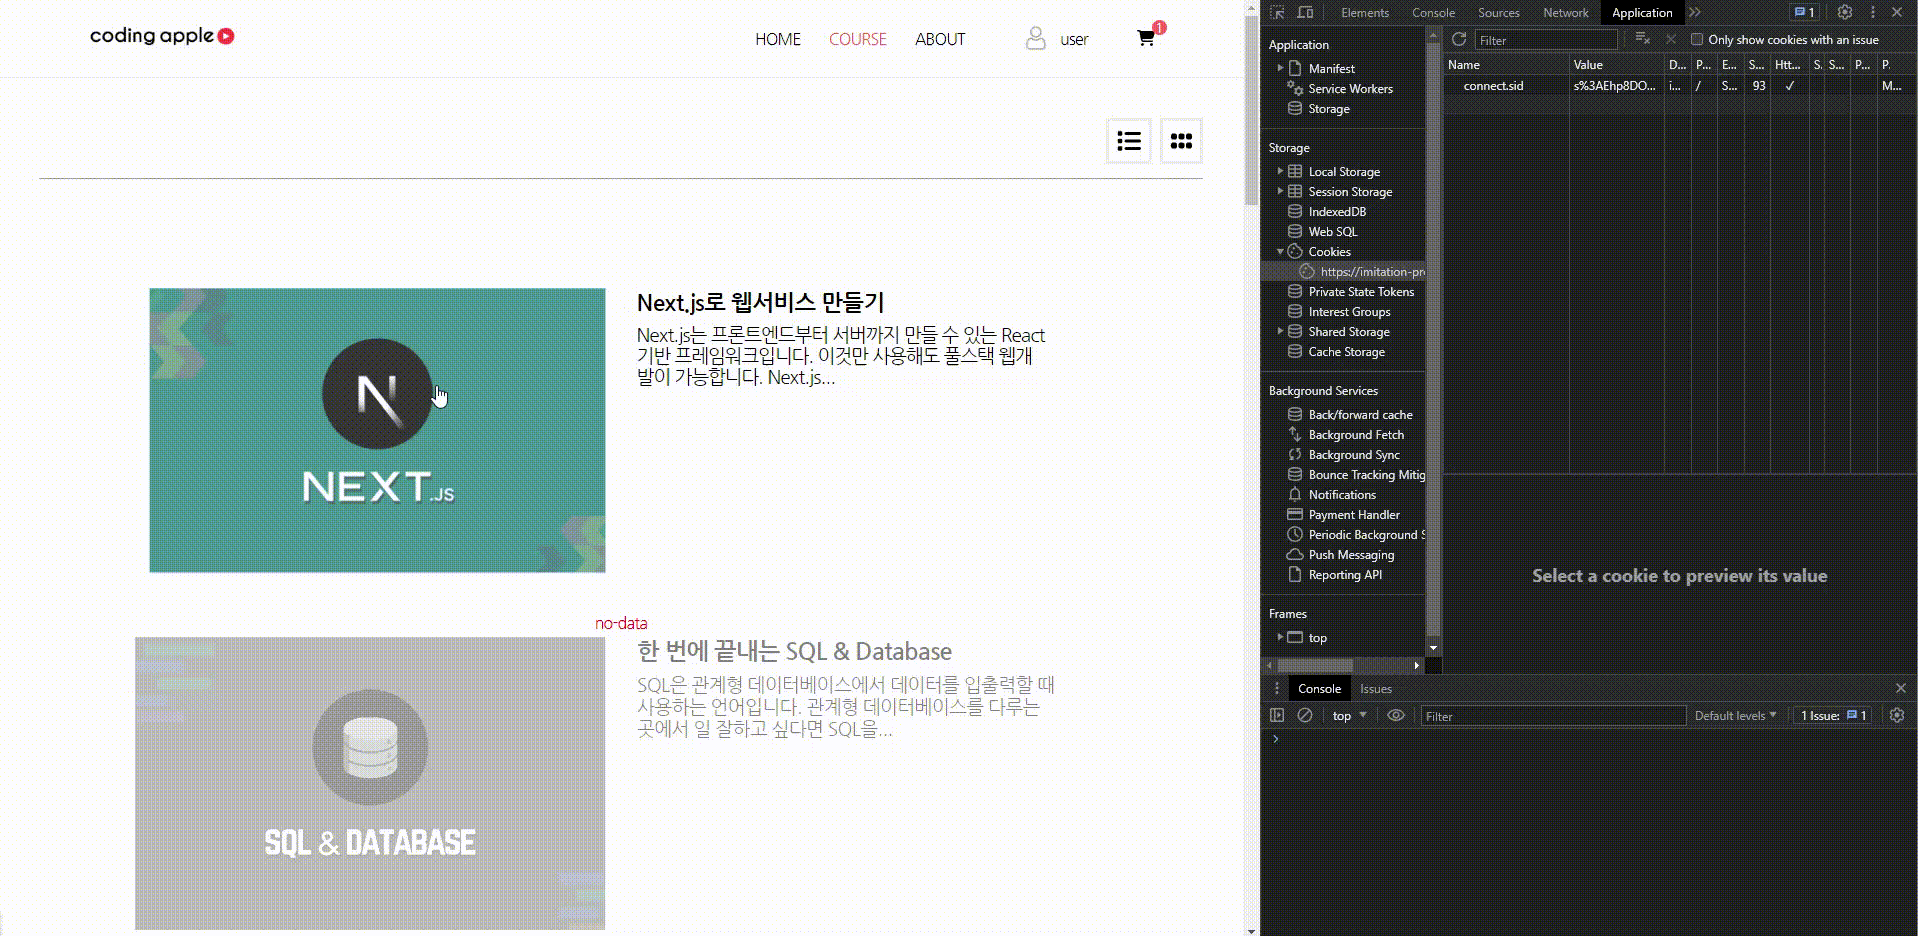 coding apple
HOME COURSE ABOUT user 1
Next.js로 웹서비스 만들기
Next.js는 프론트엔드부터 서버까지 만들 수 있는 React
기반 프레임워크입니다. 이것만 사용해도 풀스택 웹개
발이 가능합니다. Next.js...
N
NEXT.JS
no-data
한 번에 끝내는 SQL & Database
SQL은 관계형 데이터베이스에서 데이터를 입출력할 때
사용하는 언어입니다. 관계형 데이터베이스를 다루는
곳에서 일 잘하고 싶다면 SQL을...
SQL & DATABASE
Elements Console Sources Network Application 1
Application
Manifest
Service Workers
Storage
Storage
Local Storage
Session Storage
IndexedDB
Web SQL
Cookies
https://imitation-pr
Private State Tokens
Interest Groups
Shared Storage
Cache Storage
Background Services
Back/forward cache
Background Fetch
Background Sync
Bounce Tracking Mitig
Notifications
Payment Handler
Periodic Background S
Push Messaging
Reporting API
Frames
top
Filter Only show cookies with an issue
Name Value D... P... E... S... Htt... S. S... P... P.
connect.sid s%3AEhp8DO... i... / S... 93 ✓ M...
Select a cookie to preview its value
Console Issues
top Filter Default levels 1 Issue: 1